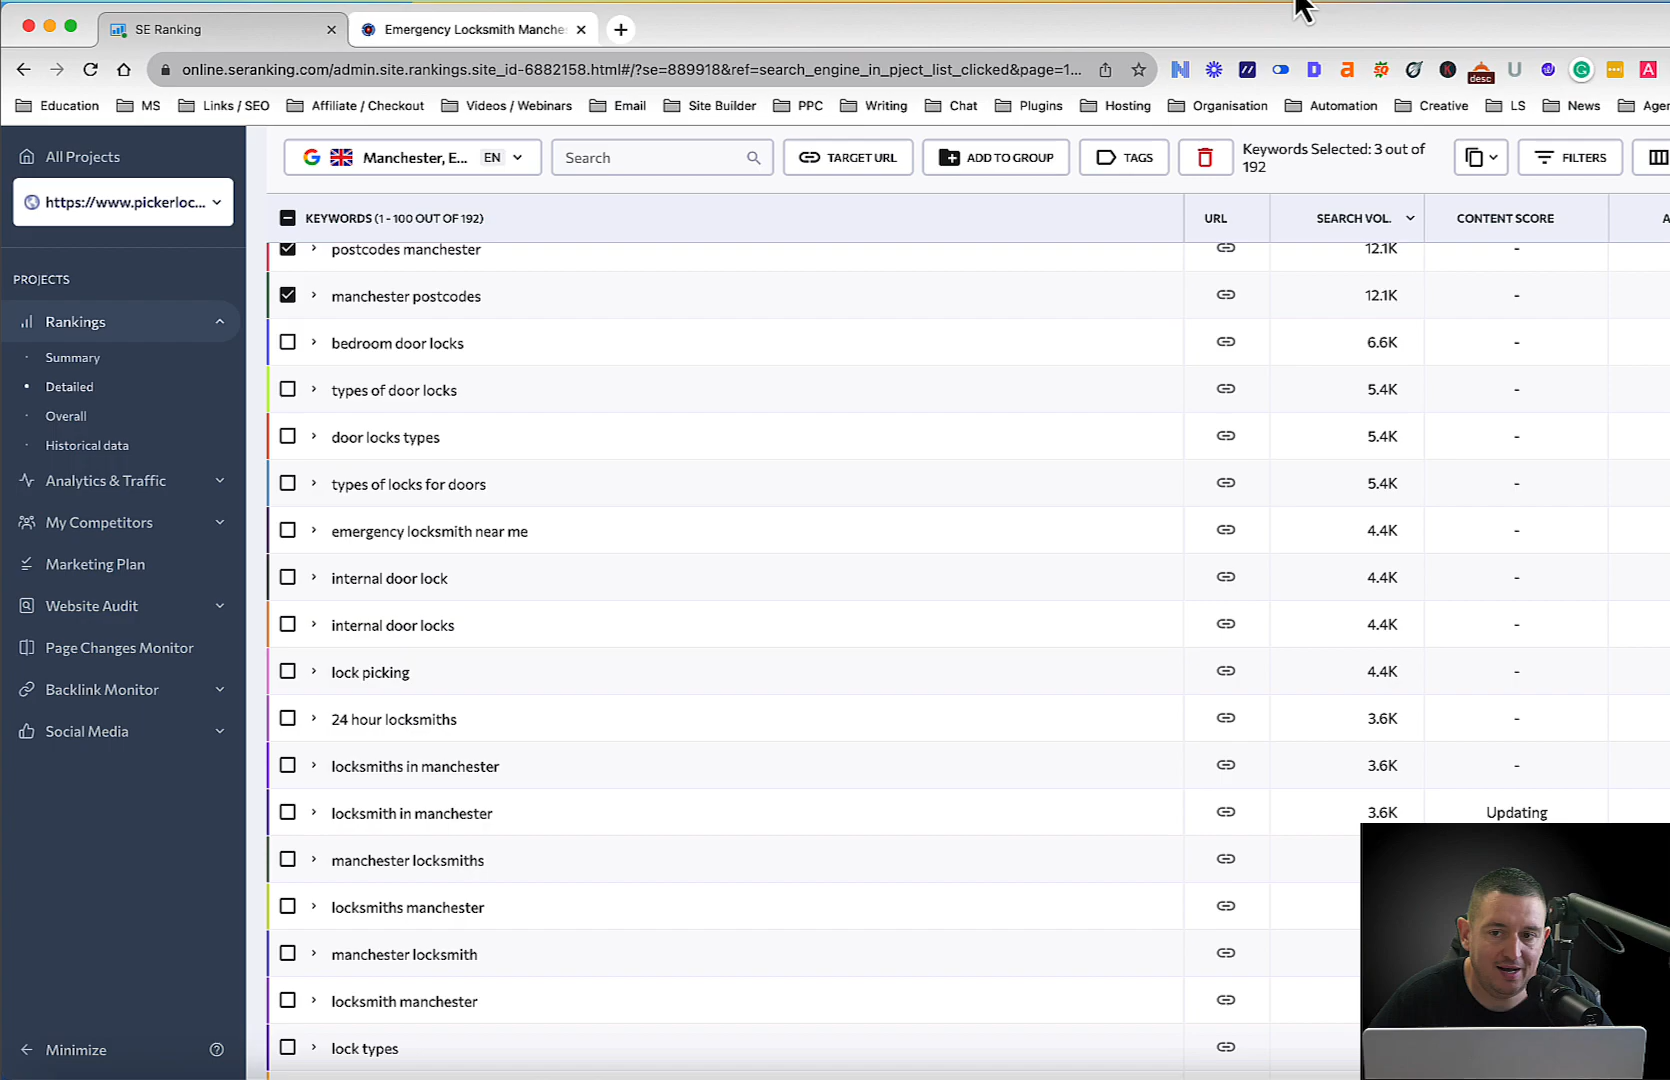 SE Ranking
Emergency Locksmith Manches
online.seranking.com/admin.site.rankings.site_id-6882158.html#/?se=889918&ref=search_engine_in_pject_list_clicked&page=1...
desc
Education
MS
Links / SEO
Affiliate / Checkout
Videos / Webinars
Email
Site Builder
PPC
Writing
Chat
Plugins
Hosting
Organisation
Automation
Creative
LS
News
Agen
All Projects
https://www.pickerloc...
PROJECTS
Rankings
Summary
Detailed
Overall
Historical data
Analytics & Traffic
My Competitors
Marketing Plan
Website Audit
Page Changes Monitor
Backlink Monitor
Social Media
Minimize
Manchester, E... EN
Search
TARGET URL
ADD TO GROUP
TAGS
Keywords Selected: 3 out of
192
FILTERS
KEYWORDS (1 - 100 OUT OF 192) URL SEARCH VOL. CONTENT SCORE A
postcodes manchester 12.1K -
manchester postcodes 12.1K -
bedroom door locks 6.6K -
types of door locks 5.4K -
door locks types 5.4K -
types of locks for doors 5.4K -
emergency locksmith near me 4.4K -
internal door lock 4.4K -
internal door locks 4.4K -
lock picking 4.4K -
24 hour locksmiths 3.6K -
locksmiths in manchester 3.6K -
locksmith in manchester 3.6K Updating
manchester locksmiths
locksmiths manchester
manchester locksmith
locksmith manchester
lock types